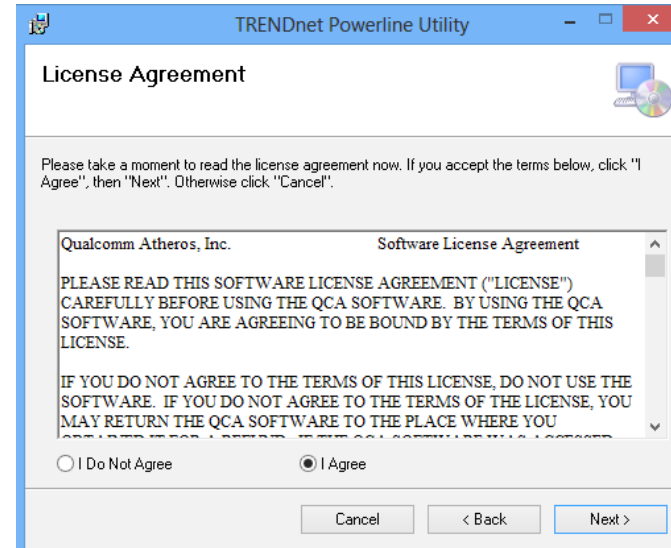 TRENDnet Powerline Utility
License Agreement
Please take a moment to read the license agreement now. If you accept the terms below, click "I
Agree", then "Next". Otherwise click "Cancel".
Qualcomm Atheros, Inc. Software License Agreement
PLEASE READ THIS SOFTWARE LICENSE AGREEMENT ("LICENSE")
CAREFULLY BEFORE USING THE QCA SOFTWARE. BY USING THE QCA
SOFTWARE, YOU ARE AGREEING TO BE BOUND BY THE TERMS OF THIS
LICENSE.
IF YOU DO NOT AGREE TO THE TERMS OF THIS LICENSE, DO NOT USE THE
SOFTWARE. IF YOU DO NOT AGREE TO THE TERMS OF THE LICENSE, YOU
MAY RETURN THE QCA SOFTWARE TO THE PLACE WHERE YOU
I Do Not Agree I Agree
Cancel < Back Next >